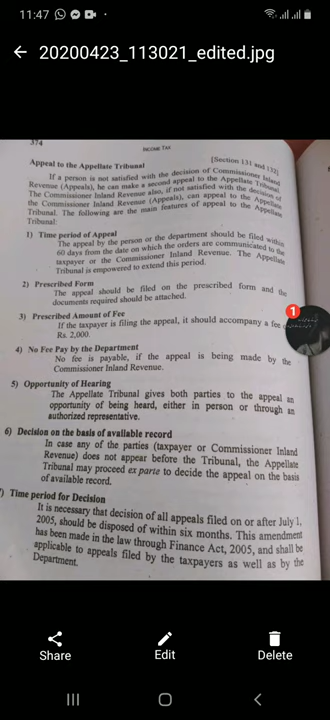 11:47
20200423_113021_edited.jpg
374
INCOME TAX
Appeal to the Appellate Tribunal
[Section 131 and 132]
If a person is not satisfied with the decision of Commissioner Inland
Revenue (Appeals), he can make a second appeal to the Appellate Tribunal.
The Commissioner Inland Revenue also, if not satisfied with the decision of
the Commissioner Inland Revenue (Appeals), can appeal to the Appellate
Tribunal. The following are the main features of appeal to the Appellate
Tribunal:
1) Time period of Appeal
The appeal by the person or the department should be filed within
60 days from the date on which the orders are communicated to the
taxpayer or the Commissioner Inland Revenue. The Appellate
Tribunal is empowered to extend this period.
2) Prescribed Form
The appeal should be filed on the prescribed form and the
documents required should be attached.
3) Prescribed Amount of Fee
If the taxpayer is filing the appeal, it should accompany a fee
Rs. 2,000.
1
4) No Fee Pay by the Department
No fee is payable, if the appeal is being made by the
Commissioner Inland Revenue.
5) Opportunity of Hearing
The Appellate Tribunal gives both parties to the appeal an
opportunity of being heard, either in person or through an
authorized representative.
6) Decision on the basis of available record
In case any of the parties (taxpayer or Commissioner Inland
Revenue) does not appear before the Tribunal, the Appellate
Tribunal may proceed ex parte to decide the appeal on the basis
of available record.
) Time period for Decision
It is necessary that decision of all appeals filed on or after July 1,
2005, should be disposed of within six months. This amendment
has been made in the law through Finance Act, 2005, and shall be
applicable to appeals filed by the taxpayers as well as by the
Department.
Share
Edit
Delete